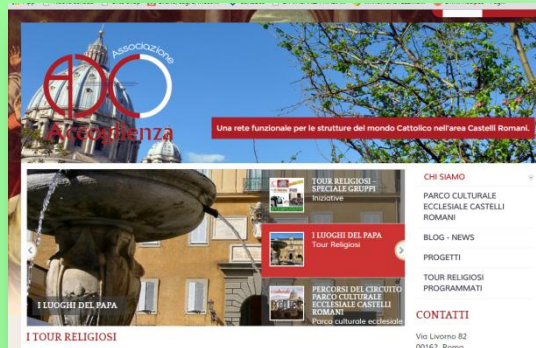 Associazione
ADO
Accoglienza
Una rete funzionale per le strutture del mondo Cattolico nell'area Castelli Romani.
TOUR RELIGIOSI -
SPECIALE GRUPPI
Iniziative
I LUOGHI DEL PAPA
Tour Religiosi
PERCORSI DEL CIRCUITO
PARCO CULTURALE
ECCLESIALE CASTELLI
ROMANI
Parco culturale ecclesiale
I LUOGHI DEL PAPA
I TOUR RELIGIOSI
CHI SIAMO
PARCO CULTURALE
ECCLESIALE CASTELLI
ROMANI
BLOG - NEWS
PROGETTI
TOUR RELIGIOSI
PROGRAMMATI
CONTATTI
Via Livorno 82
00162, Roma